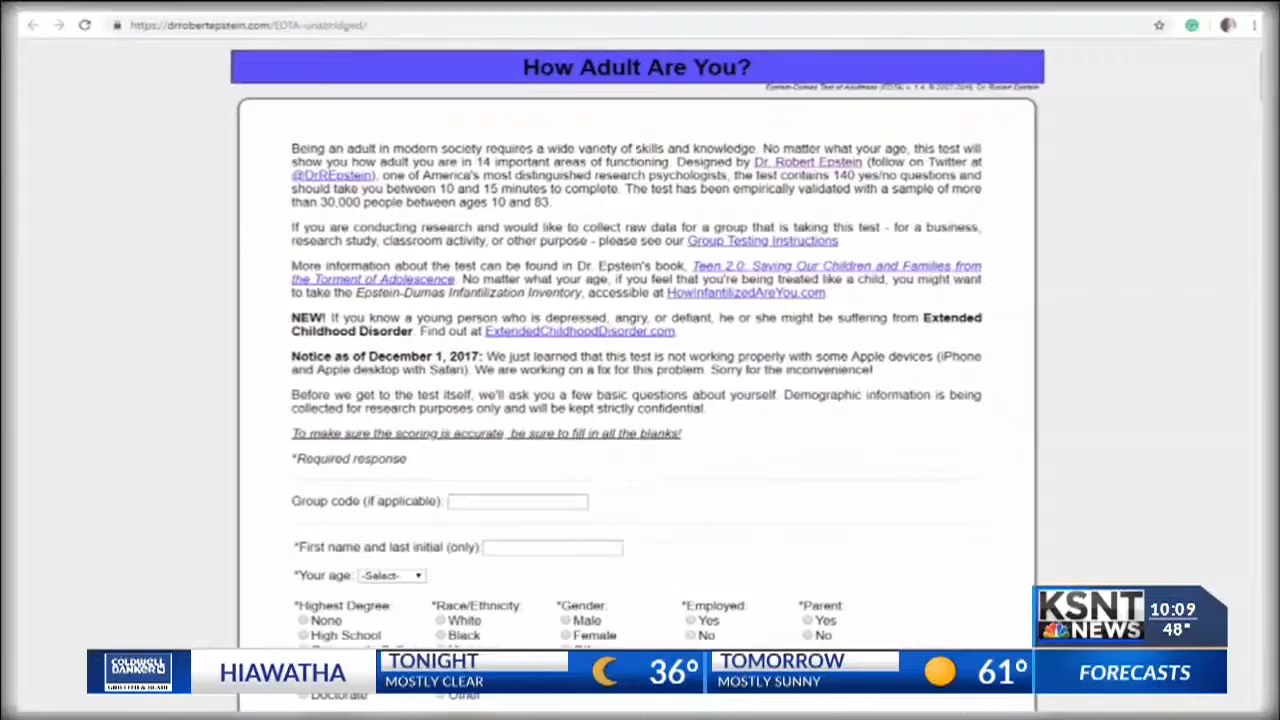 https://drrobertepstein.com/EDTA-unabridged/
How Adult Are You?
Epstein-Dumas Test of Adultness (EDTA) v. 1.4, © 2007-2019, Dr. Robert Epstein
Being an adult in modern society requires a wide variety of skills and knowledge. No matter what your age, this test will
show you how adult you are in 14 important areas of functioning. Designed by Dr. Robert Epstein (follow on Twitter at
@DrREpstein), one of America's most distinguished research psychologists, the test contains 140 yes/no questions and
should take you between 10 and 15 minutes to complete. The test has been empirically validated with a sample of more
than 30,000 people between ages 10 and 83.
If you are conducting research and would like to collect raw data for a group that is taking this test - for a business,
research study, classroom activity, or other purpose - please see our Group Testing Instructions
More information about the test can be found in Dr. Epstein's book, Teen 2.0: Saving Our Children and Families from
the Torment of Adolescence. No matter what your age, if you feel that you're being treated like a child, you might want
to take the Epstein-Dumas Infantilization Inventory, accessible at HowInfantilizedAreYou.com.
NEW! If you know a young person who is depressed, angry, or defiant, he or she might be suffering from Extended
Childhood Disorder. Find out at ExtendedChildhoodDisorder.com
Notice as of December 1, 2017: We just learned that this test is not working properly with some Apple devices (iPhone
and Apple desktop with Safari). We are working on a fix for this problem. Sorry for the inconvenience!
Before we get to the test itself, we'll ask you a few basic questions about yourself. Demographic information is being
collected for research purposes only and will be kept strictly confidential.
To make sure the scoring is accurate, be sure to fill in all the blanks!
*Required response
Group code (if applicable):
*First name and last initial (only)
*Your age: -Select-
*Highest Degree: *Race/Ethnicity: *Gender: *Employed: *Parent:
None White Male Yes Yes
High School Black Female No No
Doctorate Other
KSNT NEWS 10:09 48°
COLDWELL BANKER
GRIFFITH & BLAIR
HIAWATHA
TONIGHT
MOSTLY CLEAR
36°
TOMORROW
MOSTLY SUNNY
61°
FORECASTS